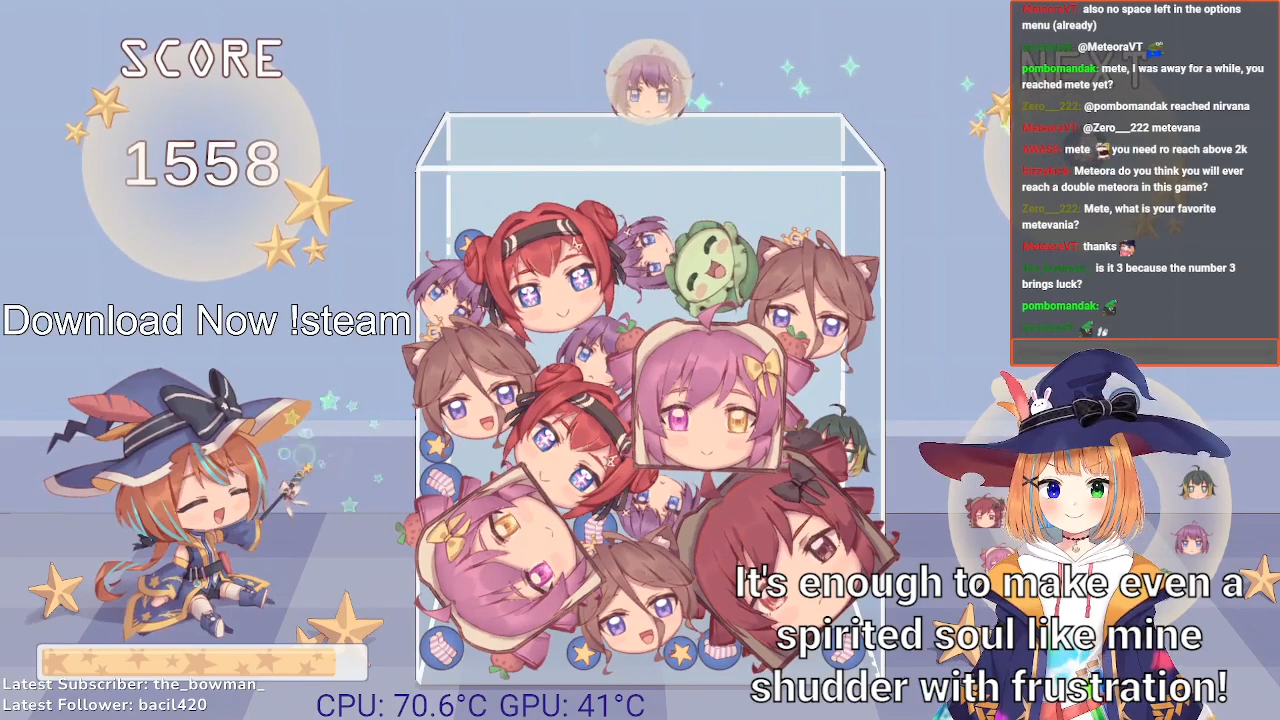 SCORE
1558
Download Now !steam
Latest Subscriber: the_bowman_
Latest Follower: bacil420
CPU: 70.6°C GPU: 41°C
NEXT
MeteoraVT also no space left in the options
menu (already)
@MeteoraVT
pombomandak: mete, I was away for a while, you
reached mete yet?
Zero___222: @pombomandak reached nirvana
MeteoraVT @Zero___222 metevana
mete you need ro reach above 2k
Meteora do you think you will ever
reach a double meteora in this game?
Zero___222: Mete, what is your favorite
metevania?
MeteoraVT thanks
is it 3 because the number 3
brings luck?
pombomandak:
It's enough to make even a
spirited soul like mine
shudder with frustration!